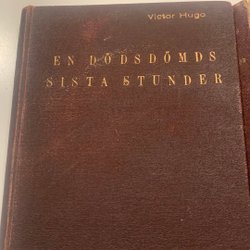 Victor Hugo
EN DÖDSDÖMDS
SISTA STUNDER